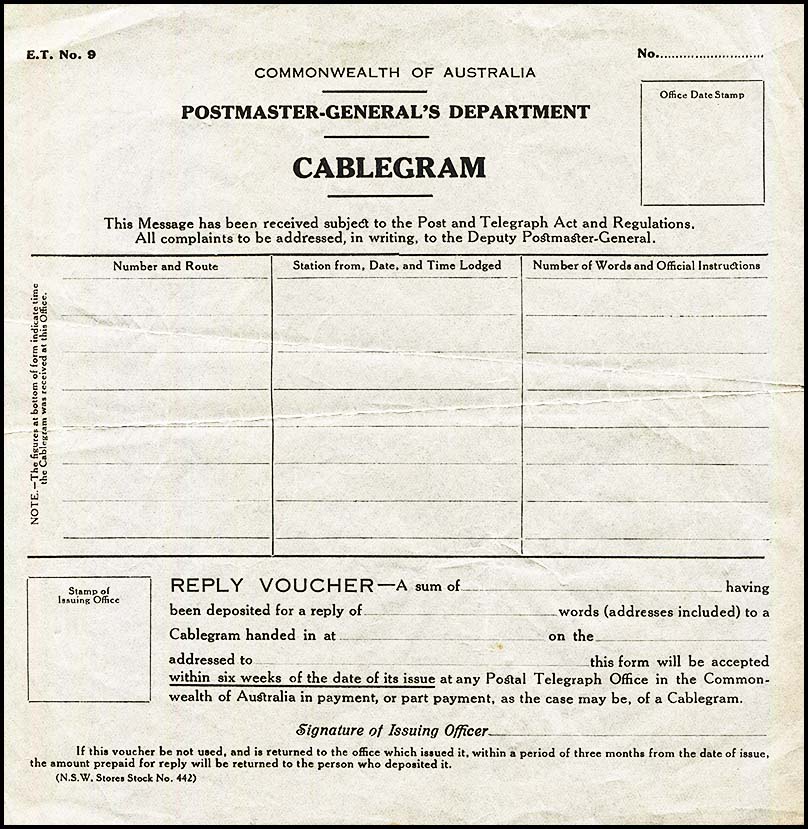 E.T. No. 9
No..........................
COMMONWEALTH OF AUSTRALIA
POSTMASTER-GENERAL'S DEPARTMENT
Office Date Stamp
CABLEGRAM
This Message has been received subject to the Post and Telegraph Act and Regulations.
All complaints to be addressed, in writing, to the Deputy Postmaster-General.
Number and Route
Station from, Date, and Time Lodged
Number of Words and Official Instructions
NOTE.—The figures at bottom of form indicate time
the Cablegram was received at this Office.
Stamp of
Issuing Office
REPLY VOUCHER—A sum of having
been deposited for a reply of words (addresses included) to a
Cablegram handed in at on the
addressed to this form will be accepted
within six weeks of the date of its issue at any Postal Telegraph Office in the Common-
wealth of Australia in payment, or part payment, as the case may be, of a Cablegram.
Signature of Issuing Officer
If this voucher be not used, and is returned to the office which issued it, within a period of three months from the date of issue,
the amount prepaid for reply will be returned to the person who deposited it.
(N.S.W. Stores Stock No. 442)